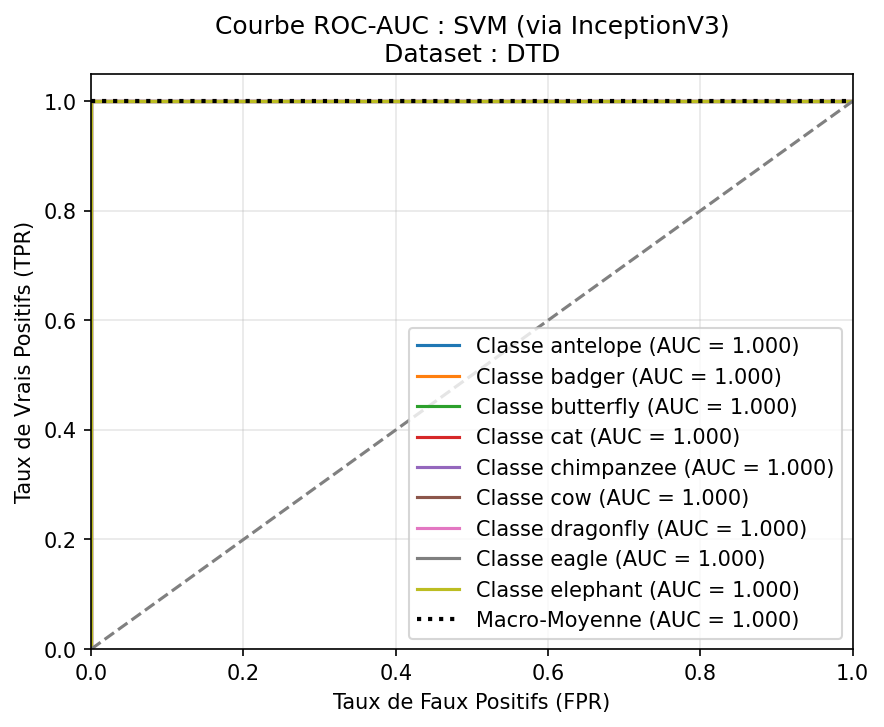 Courbe ROC-AUC : SVM (via InceptionV3)
Dataset : DTD
1.0
0.8
0.6
0.4
0.2
0.0
Taux de Vrais Positifs (TPR)
Classe antelope (AUC = 1.000)
Classe badger (AUC = 1.000)
Classe butterfly (AUC = 1.000)
Classe cat (AUC = 1.000)
Classe chimpanzee (AUC = 1.000)
Classe cow (AUC = 1.000)
Classe dragonfly (AUC = 1.000)
Classe eagle (AUC = 1.000)
Classe elephant (AUC = 1.000)
Macro-Moyenne (AUC = 1.000)
0.0 0.2 0.4 0.6 0.8 1.0
Taux de Faux Positifs (FPR)